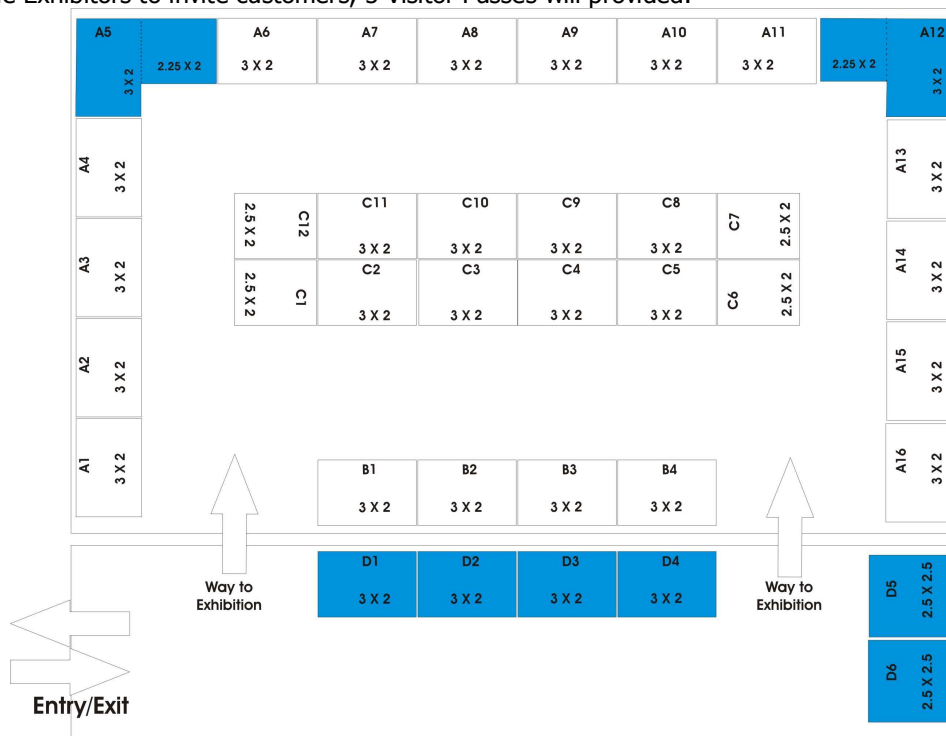 e Exhibitors to invite customers, 5 Visitor Passes will provided.
A5
3 X 2
2.25 X 2
A6
3 X 2
A7
3 X 2
A8
3 X 2
A9
3 X 2
A10
3 X 2
A11
3 X 2
2.25 X 2
A12
3 X 2
A4
3 X 2
A13
3 X 2
2.5 X 2
C12
C11
3 X 2
C10
3 X 2
C9
3 X 2
C8
3 X 2
C7
2.5 X 2
A3
3 X 2
2.5 X 2
C1
C2
3 X 2
C3
3 X 2
C4
3 X 2
C5
3 X 2
C6
2.5 X 2
A14
3 X 2
A2
3 X 2
A15
3 X 2
A1
3 X 2
B1
3 X 2
B2
3 X 2
B3
3 X 2
B4
3 X 2
A16
3 X 2
Way to
Exhibition
D1
3 X 2
D2
3 X 2
D3
3 X 2
D4
3 X 2
Way to
Exhibition
D5
2.5 X 2.5
D6
2.5 X 2.5
Entry/Exit